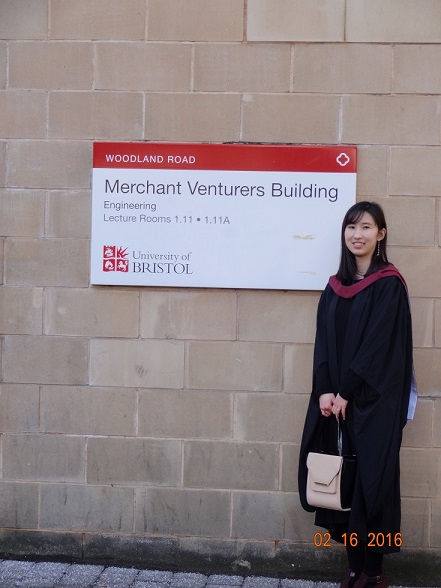 WOODLAND ROAD
Merchant Venturers Building
Engineering
Lecture Rooms 1.11 • 1.11A
University of
BRISTOL
02 16 2016